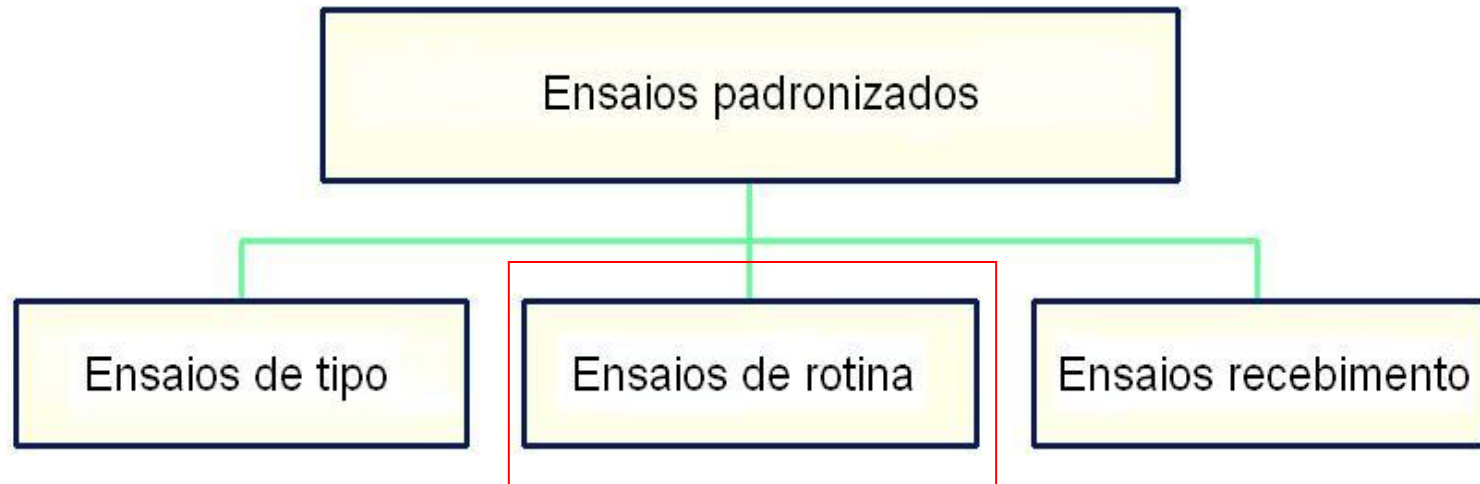 Ensaios padronizados
Ensaios de tipo
Ensaios de rotina
Ensaios recebimento